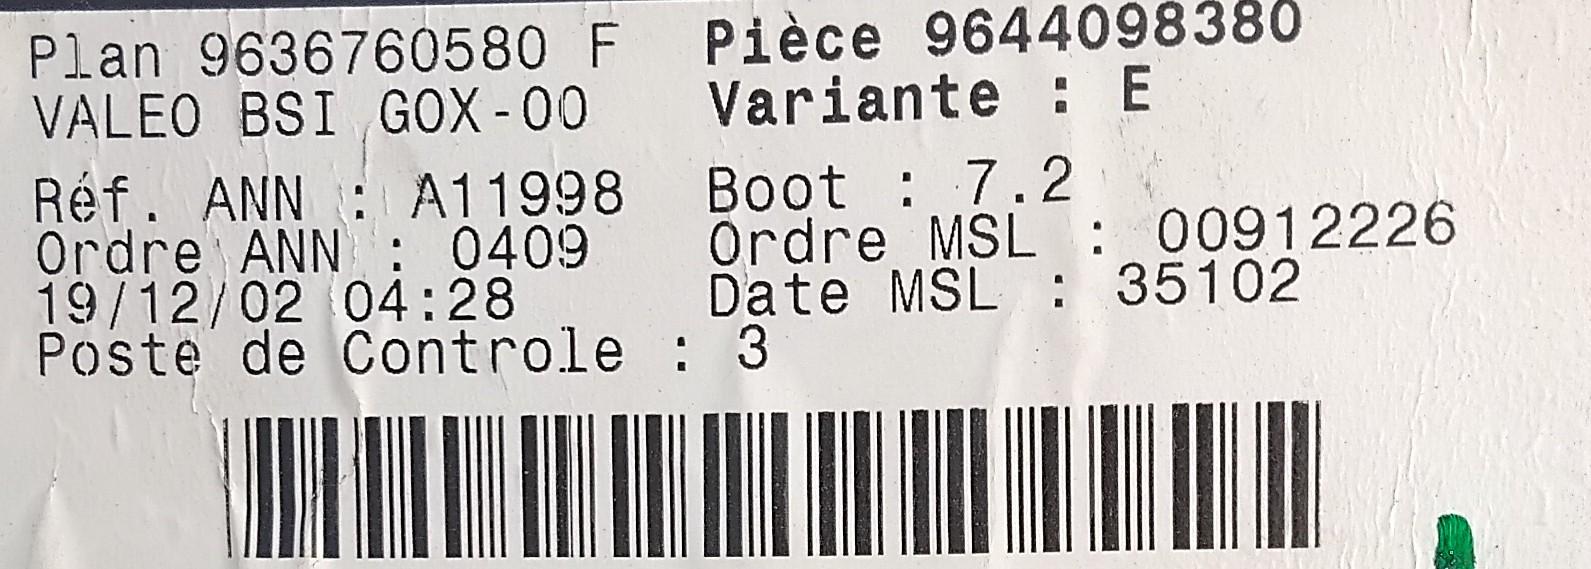 Plan 9636760580 F Pièce 9644098380
VALEO BSI GOX-00 Variante : E
Réf. ANN : A11998 Boot : 7.2
Ordre ANN : 0409 Ordre MSL : 00912226
19/12/02 04:28 Date MSL : 35102
Poste de Controle : 3